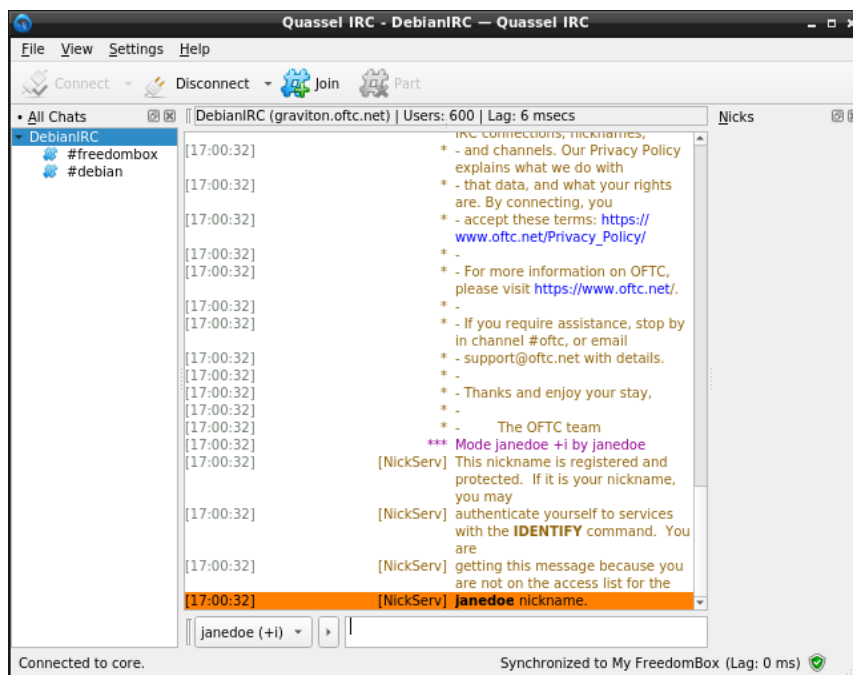 Quassel IRC - DebianIRC — Quassel IRC
File View Settings Help
Connect Disconnect Join Part
All Chats
DebianIRC (graviton.oftc.net) | Users: 600 | Lag: 6 msecs
Nicks
DebianIRC
#freedombox
#debian
IRC connections, nicknames,
[17:00:32] * - and channels. Our Privacy Policy
explains what we do with
[17:00:32] * - that data, and what your rights
are. By connecting, you
[17:00:32] * - accept these terms: https://
www.oftc.net/Privacy_Policy/
[17:00:32] * -
[17:00:32] * - For more information on OFTC,
please visit https://www.oftc.net/.
[17:00:32] * -
[17:00:32] * - If you require assistance, stop by
in channel #oftc, or email
[17:00:32] * - support@oftc.net with details.
[17:00:32] * -
[17:00:32] * - Thanks and enjoy your stay,
[17:00:32] * -
[17:00:32] * - The OFTC team
[17:00:32] *** Mode janedoe +i by janedoe
[17:00:32] [NickServ] This nickname is registered and
protected. If it is your nickname,
you may
[17:00:32] [NickServ] authenticate yourself to services
with the IDENTIFY command. You
are
[17:00:32] [NickServ] getting this message because you
are not on the access list for the
[17:00:32] [NickServ] janedoe nickname.
janedoe (+i)
Connected to core.
Synchronized to My FreedomBox (Lag: 0 ms)